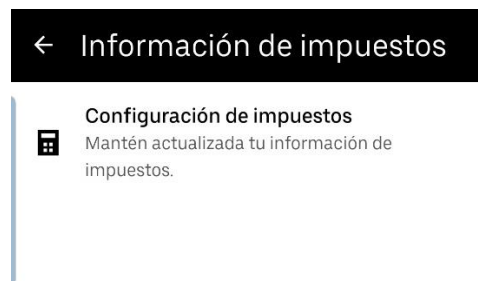 Información de impuestos
Configuración de impuestos
Mantén actualizada tu información de
impuestos.